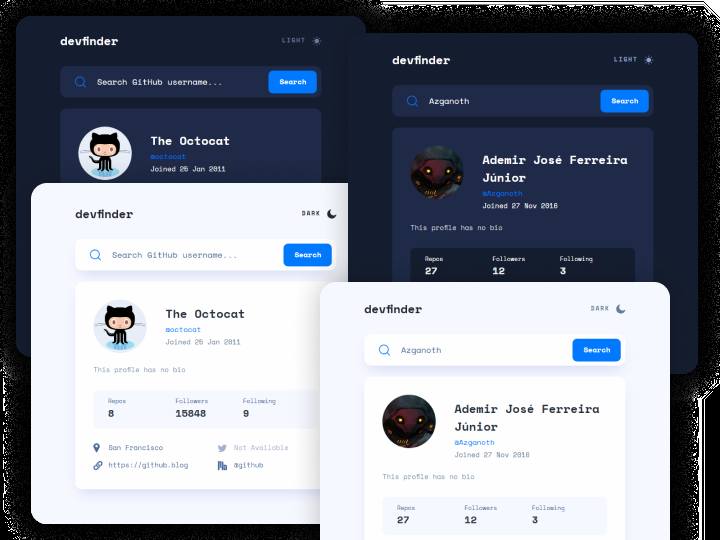 devfinder
LIGHT
Search GitHub username...
Search
The Octocat
@octocat
Joined 25 Jan 2011
devfinder
LIGHT
Azganoth
Search
Ademir José Ferreira
Júnior
@Azganoth
Joined 27 Nov 2016
This profile has no bio
Repos
Followers
Following
27
12
3
devfinder
DARK
Search GitHub username...
Search
The Octocat
@octocat
Joined 25 Jan 2011
This profile has no bio
Repos
Followers
Following
8
15848
9
San Francisco
Not Available
https://github.blog
@github
devfinder
DARK
Azganoth
Search
Ademir José Ferreira
Júnior
@Azganoth
Joined 27 Nov 2016
This profile has no bio
Repos
Followers
Following
27
12
3